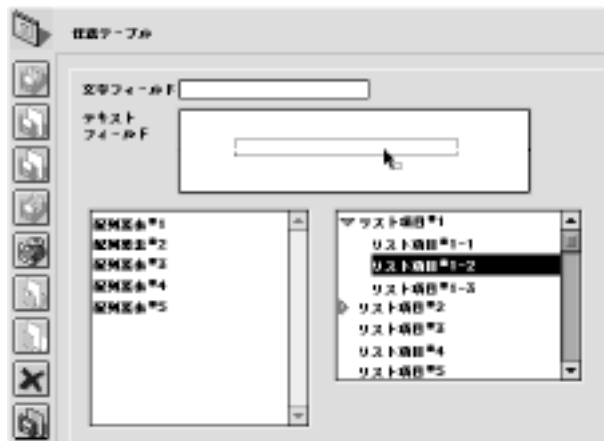 任意テーブル
文字フィールド
テキスト
フィールド
配列要素#1
配列要素#2
配列要素#3
配列要素#4
配列要素#5
リスト項目#1
リスト項目#1-1
リスト項目#1-2
リスト項目#1-3
リスト項目#2
リスト項目#3
リスト項目#4
リスト項目#5